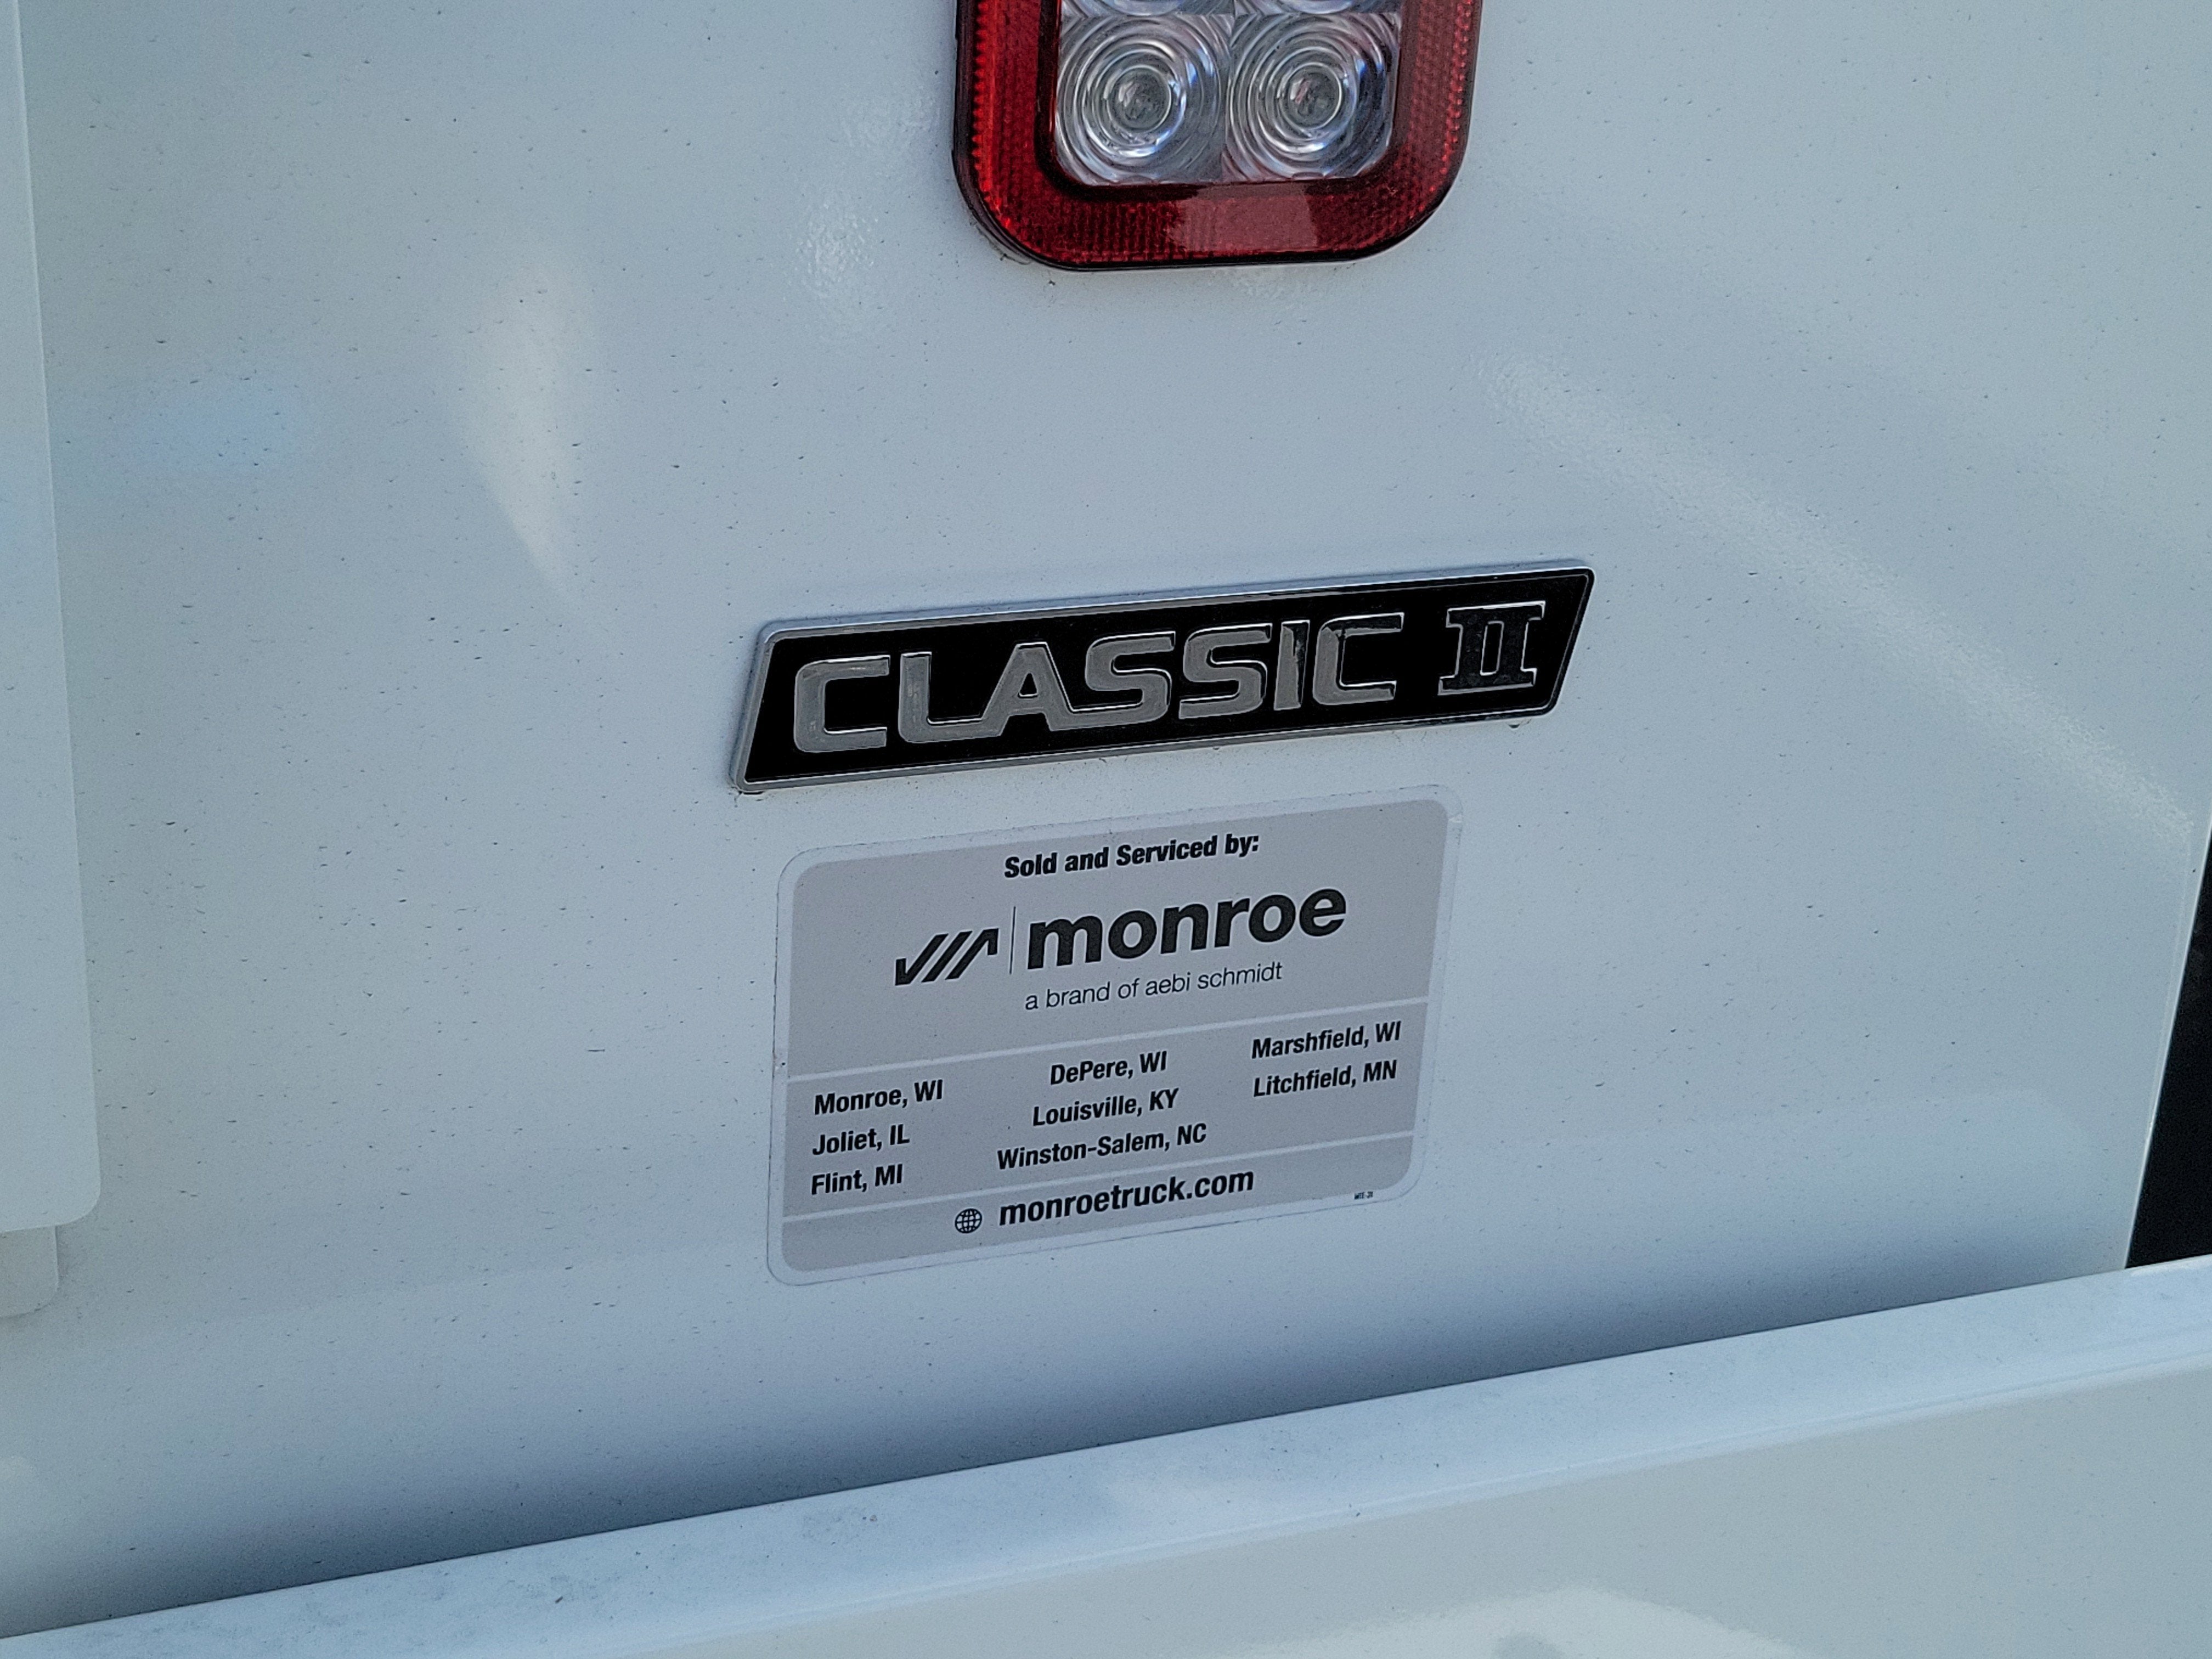 CLASSIC II
Sold and Serviced by:
monroe
a brand of aebi schmidt
Monroe, WI
Joliet, IL
Flint, MI
DePere, WI
Louisville, KY
Winston-Salem, NC
Marshfield, WI
Litchfield, MN
monroetruck.com